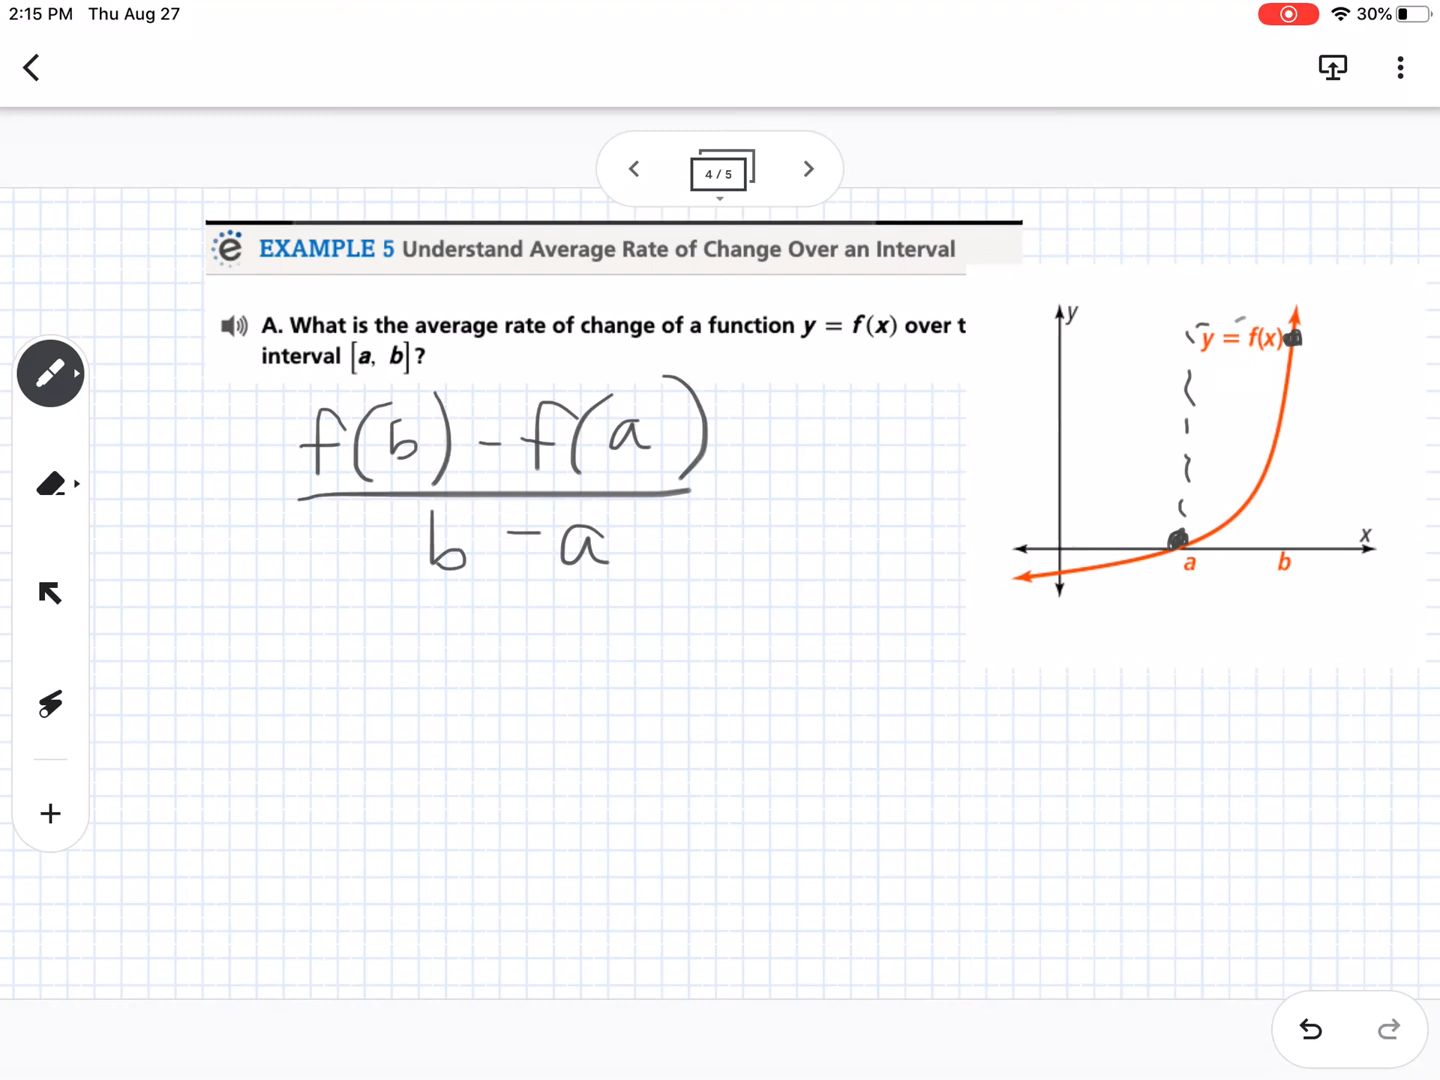 2:15 PM Thu Aug 27
30%
4 / 5
e EXAMPLE 5 Understand Average Rate of Change Over an Interval
A. What is the average rate of change of a function y = f(x) over t
interval [a, b]?
f(b) - f(a)
b - a
y
y = f(x)
x
a
b